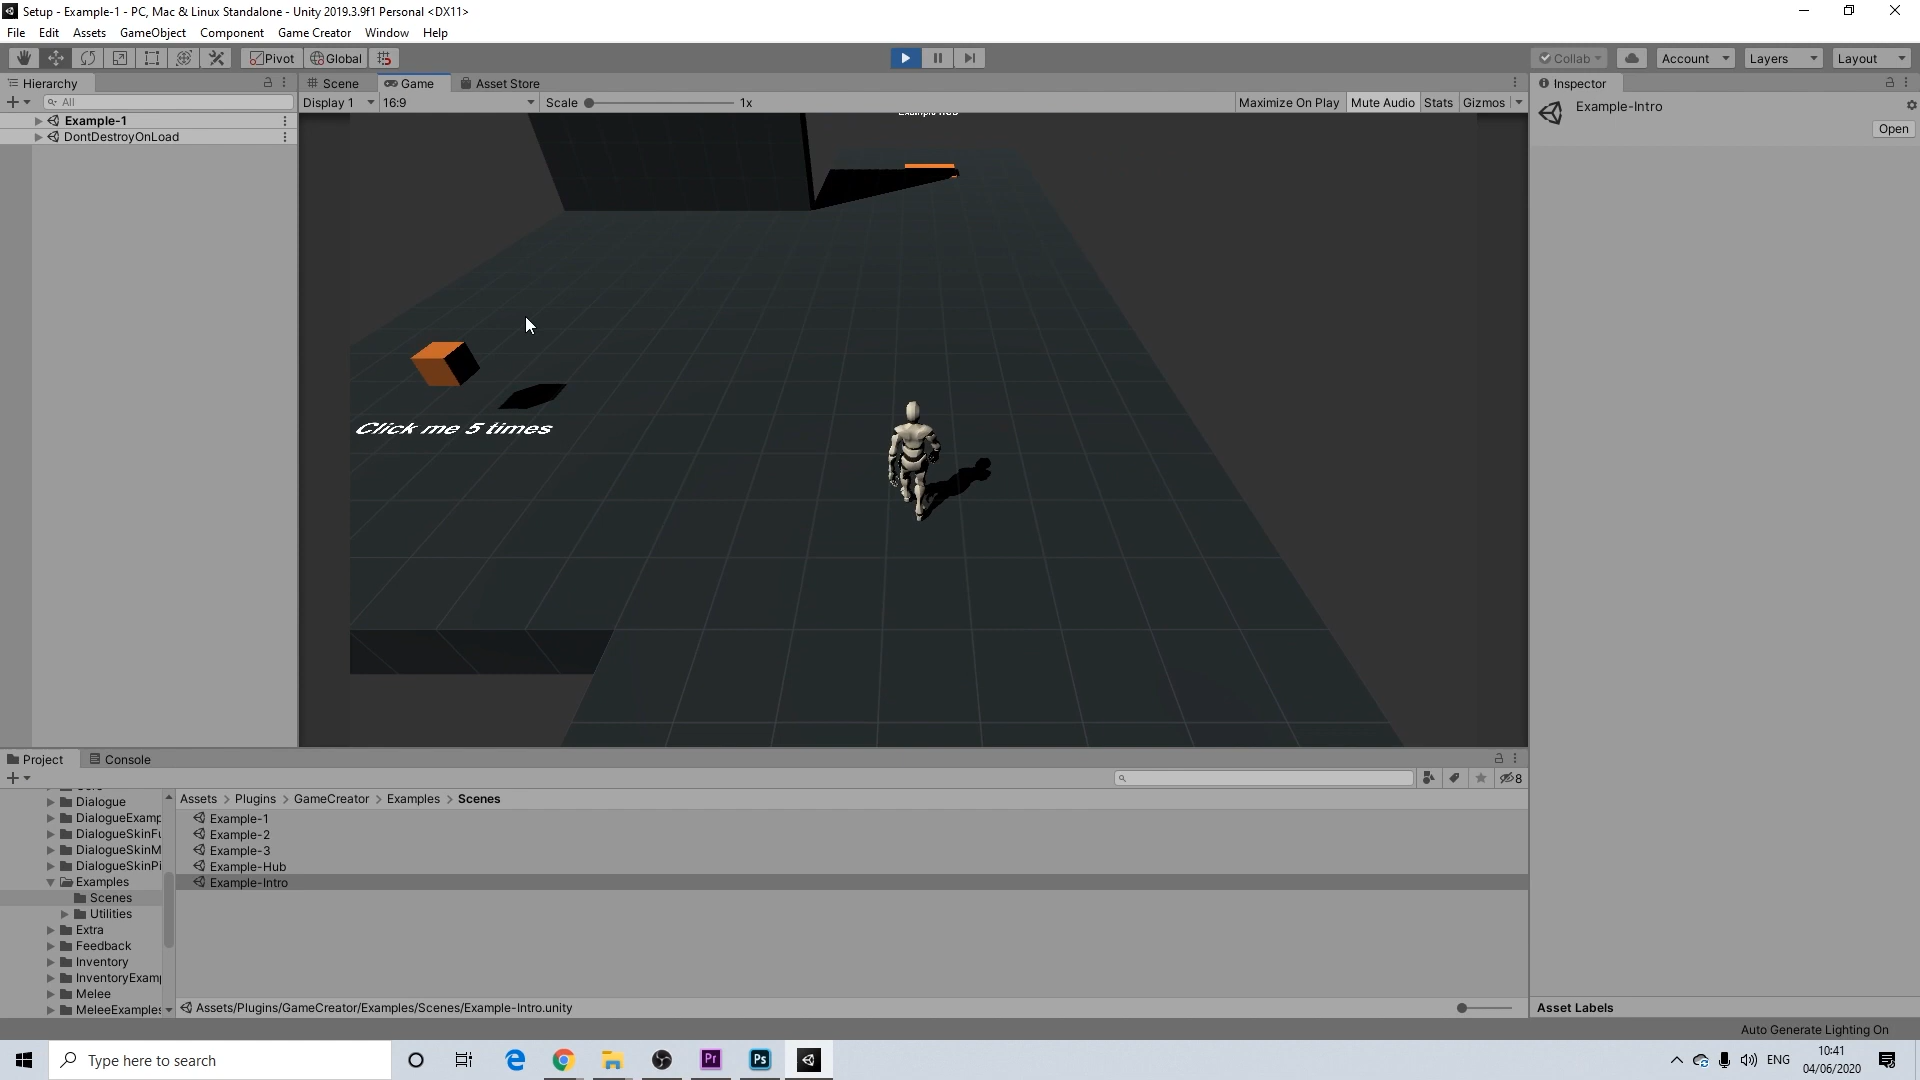 Setup - Example-1 - PC, Mac & Linux Standalone - Unity 2019.3.9f1 Personal <DX11>
File Edit Assets GameObject Component Game Creator Window Help
Pivot Global Collab Account Layers Layout
Hierarchy Scene Game Asset Store Inspector
All Display 1 16:9 Scale 1x Maximize On Play Mute Audio Stats Gizmos
Example-Intro
Open
Example-1
DontDestroyOnLoad
Click me 5 times
Project Console
8
Dialogue
DialogueExamp
DialogueSkinFu
DialogueSkinM
DialogueSkinPi
Examples
Scenes
Utilities
Extra
Feedback
Inventory
InventoryExam
Melee
MeleeExamples
Assets > Plugins > GameCreator > Examples > Scenes
Example-1
Example-2
Example-3
Example-Hub
Example-Intro
Assets/Plugins/GameCreator/Examples/Scenes/Example-Intro.unity
Asset Labels
Auto Generate Lighting On
Type here to search
Pr
Ps
ENG
10:41
04/06/2020